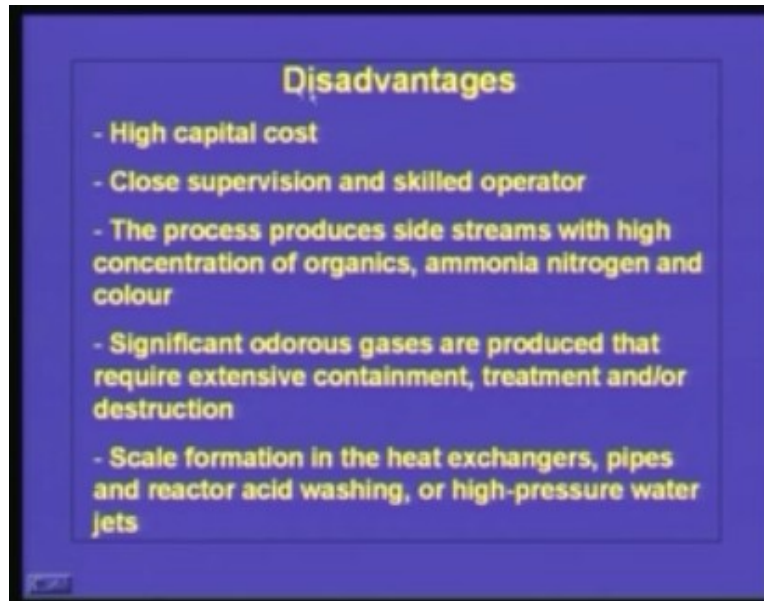 Disadvantages
- High capital cost
- Close supervision and skilled operator
- The process produces side streams with high
concentration of organics, ammonia nitrogen and
colour
- Significant odorous gases are produced that
require extensive containment, treatment and/or
destruction
- Scale formation in the heat exchangers, pipes
and reactor acid washing, or high-pressure water
jets